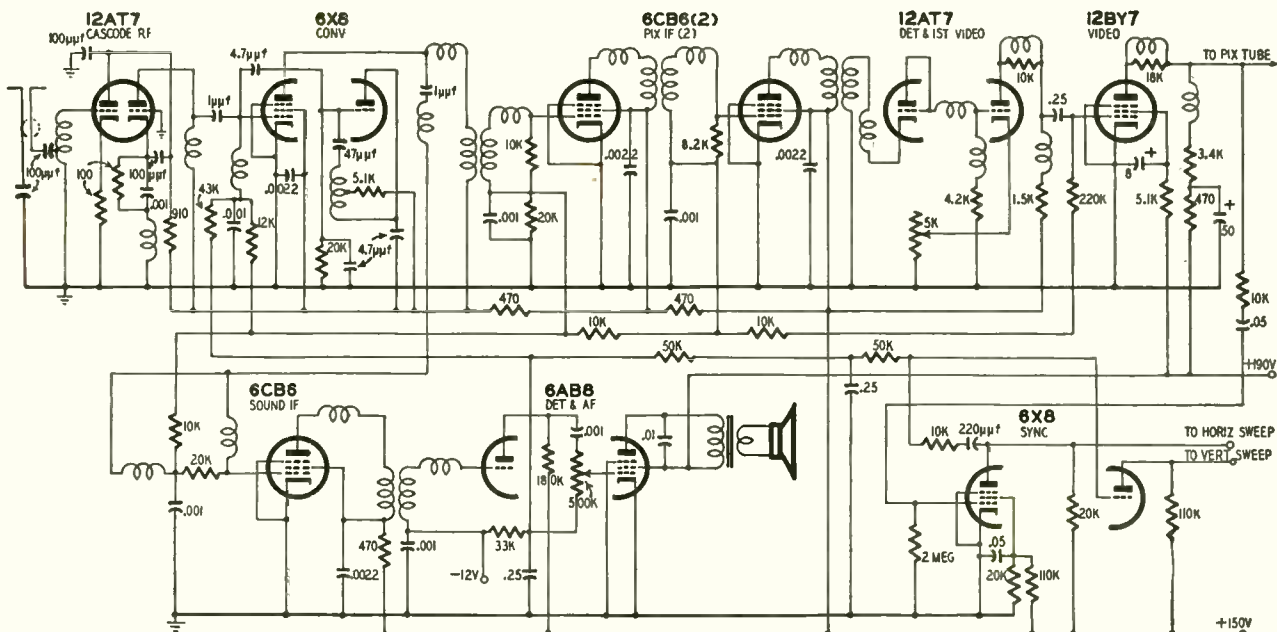 12AT7
CASCODE RF
6X8
CONV
6CB6(2)
PIX IF (2)
12AT7
DET & IST VIDEO
12BY7
VIDEO
100μμf
4.7μμf
1μμf
1μμf
10K
18K
TO PIX TUBE
.25
100μμf
100
100μμf
.001
910
43K
.0101
12K
.0022
47μμf
5.1K
20K
4.7μμf
10K
.001
20K
.0022
8.2K
.001
.0022
4.2K
5K
1.5K
220K
8
+
5.1K
3.4K
470
+
50
470
470
10K
10K
10K
.05
50K
50K
+190V
6CB6
SOUND IF
6AB8
DET & AF
.25
6X8
SYNC
10K
220μμf
TO HORIZ SWEEP
TO VERT SWEEP
10K
20K
.001
180K
.001
500K
.01
.001
470
.0022
.001
33K
-12V
.25
2 MEG
.05
20K
110K
20K
110K
+150V